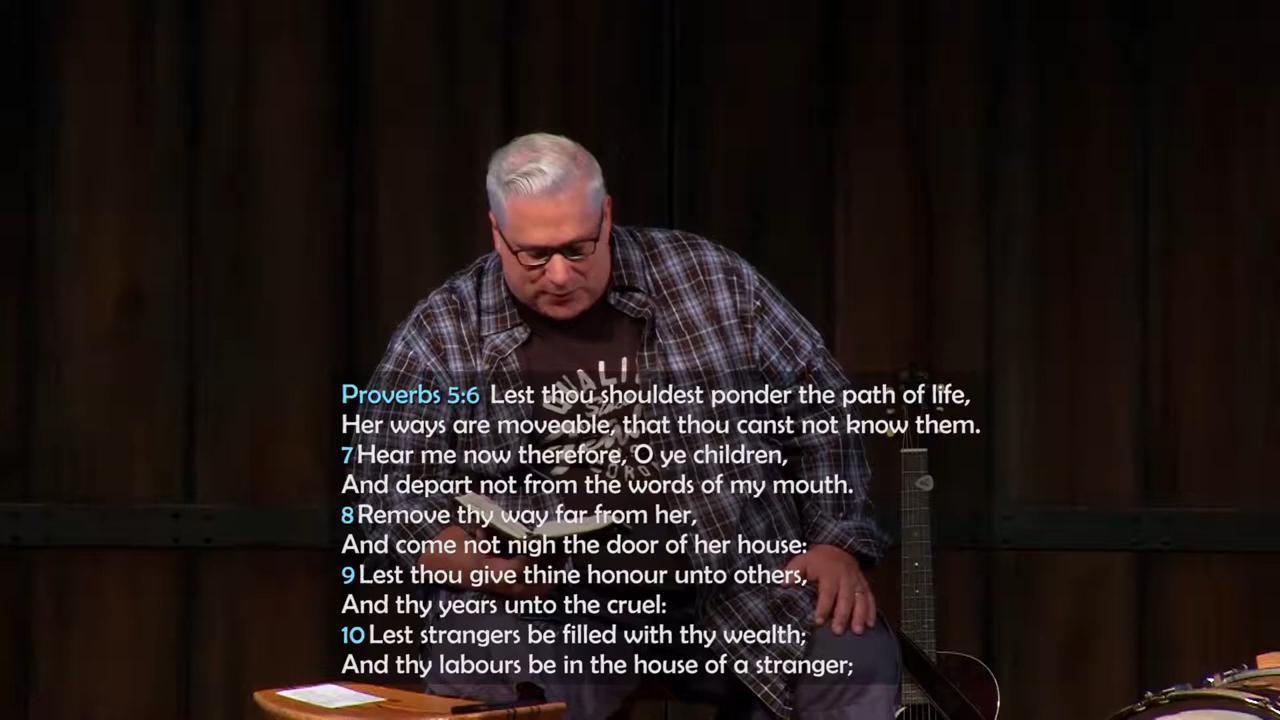 Proverbs 5:6 Lest thou shouldest ponder the path of life,
Her ways are moveable, that thou canst not know them.
7 Hear me now therefore, O ye children,
And depart not from the words of my mouth.
8 Remove thy way far from her,
And come not nigh the door of her house:
9 Lest thou give thine honour unto others,
And thy years unto the cruel:
10 Lest strangers be filled with thy wealth;
And thy labours be in the house of a stranger;